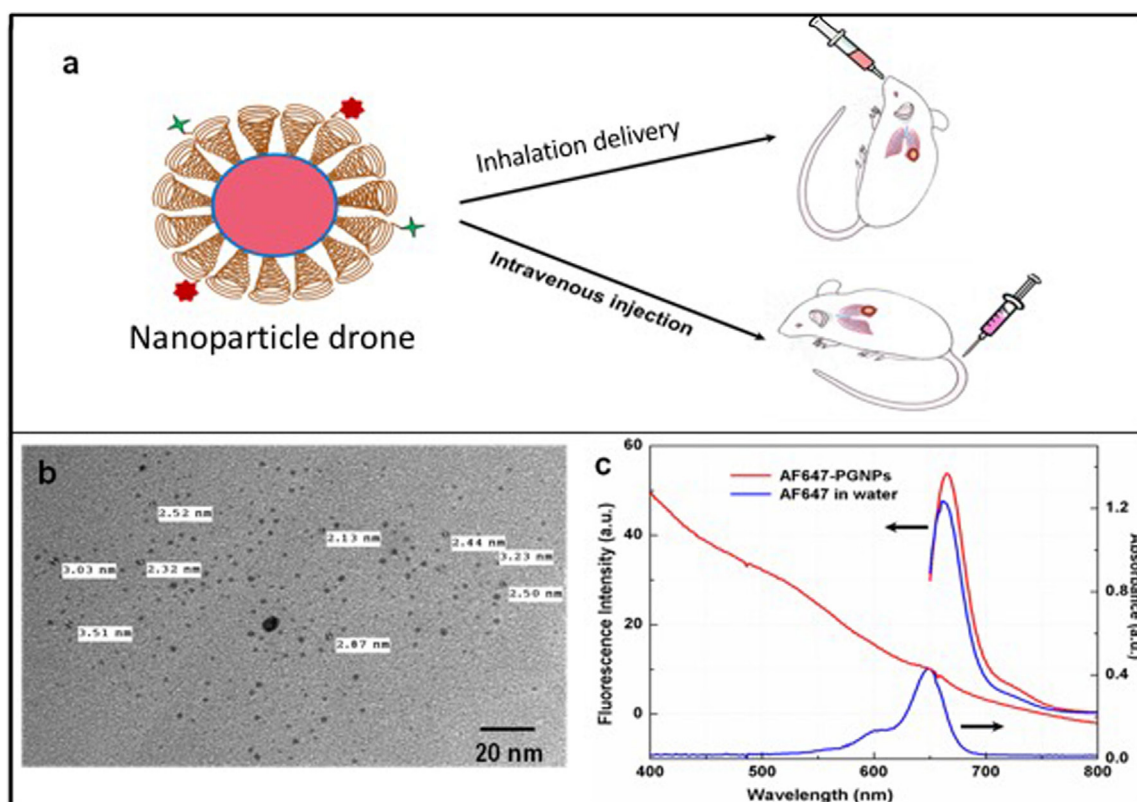 a
Inhalation delivery
Intravenous injection
Nanoparticle drone
b
2.52 nm
2.13 nm
2.44 nm
3.23 nm
3.03 nm
2.32 nm
2.50 nm
3.51 nm
2.87 nm
20 nm
c
60
AF647-PGNPs
AF647 in water
1.2
40
0.8
20
0.4
0
0.0
400
500
600
700
800
Fluorescence Intensity (a.u.)
Absorbance (a.u.)
Wavelength (nm)